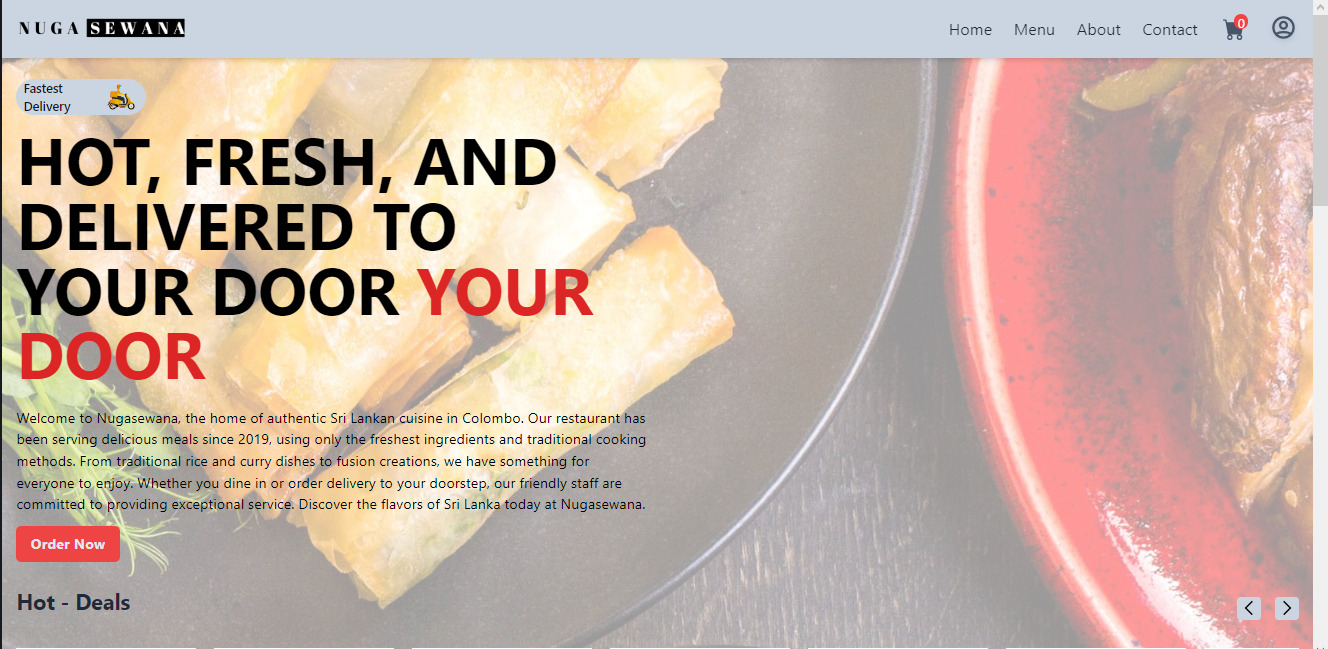 NUGA SEWANA
Home Menu About Contact 0
Fastest
Delivery
HOT, FRESH, AND
DELIVERED TO
YOUR DOOR YOUR
DOOR
Welcome to Nugasewana, the home of authentic Sri Lankan cuisine in Colombo. Our restaurant has
been serving delicious meals since 2019, using only the freshest ingredients and traditional cooking
methods. From traditional rice and curry dishes to fusion creations, we have something for
everyone to enjoy. Whether you dine in or order delivery to your doorstep, our friendly staff are
committed to providing exceptional service. Discover the flavors of Sri Lanka today at Nugasewana.
Order Now
Hot - Deals